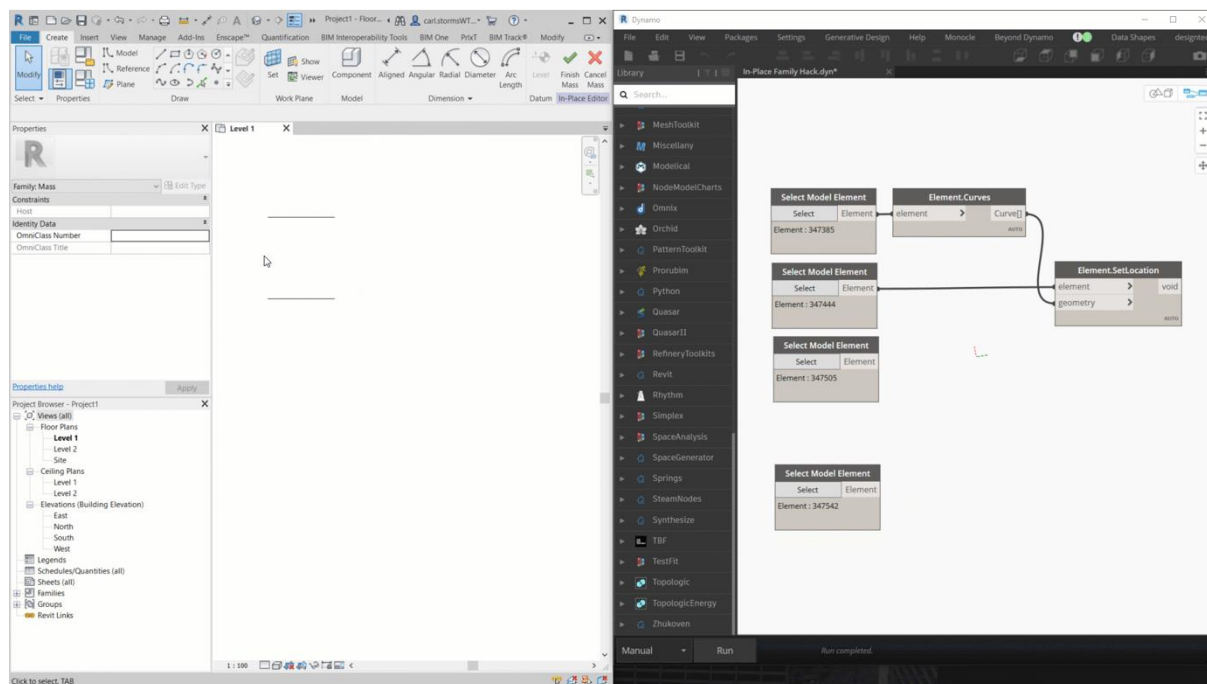 Project1 - Floor...
carl.stormsWT...
File Create Insert View Manage Add-Ins Enscape™ Quantification BIM Interoperability Tools BIM One PrixT BIM Track® Modify
Modify
Model
Reference
Plane
Set
Show
Viewer
Component
Aligned Angular Radial Diameter Arc Length
Level
Finish Mass
Cancel Mass
Select Properties Draw Work Plane Model Dimension Datum In-Place Editor
Properties
Level 1
Family: Mass
Edit Type
Constraints
Host
Identity Data
OmniClass Number
OmniClass Title
Properties help
Apply
Project Browser - Project1
Views (all)
Floor Plans
Level 1
Level 2
Site
Ceiling Plans
Level 1
Level 2
Elevations (Building Elevation)
East
North
South
West
Legends
Schedules/Quantities (all)
Sheets (all)
Families
Groups
Revit Links
1 : 100
Click to select, TAB
Dynamo
File Edit View Packages Settings Generative Design Help Monocle Beyond Dynamo Data Shapes designtec
Library
In-Place Family Hack.dyn*
Search...
MeshToolkit
Miscellany
Modelical
NodeModelCharts
Omnix
Orchid
PatternToolkit
Prorubim
Python
Quasar
QuasarII
RefineryToolkits
Revit
Rhythm
Simplex
SpaceAnalysis
SpaceGenerator
Springs
SteamNodes
Synthesize
TBF
TestFit
Topologic
TopologicEnergy
Zhukoven
Select Model Element
Select Element
Element : 347385
Element.Curves
element > Curve[]
AUTO
Select Model Element
Select Element
Element : 347444
Element.SetLocation
element > void
geometry >
AUTO
Select Model Element
Select Element
Element : 347505
Select Model Element
Select Element
Element : 347542
Manual Run Run completed.